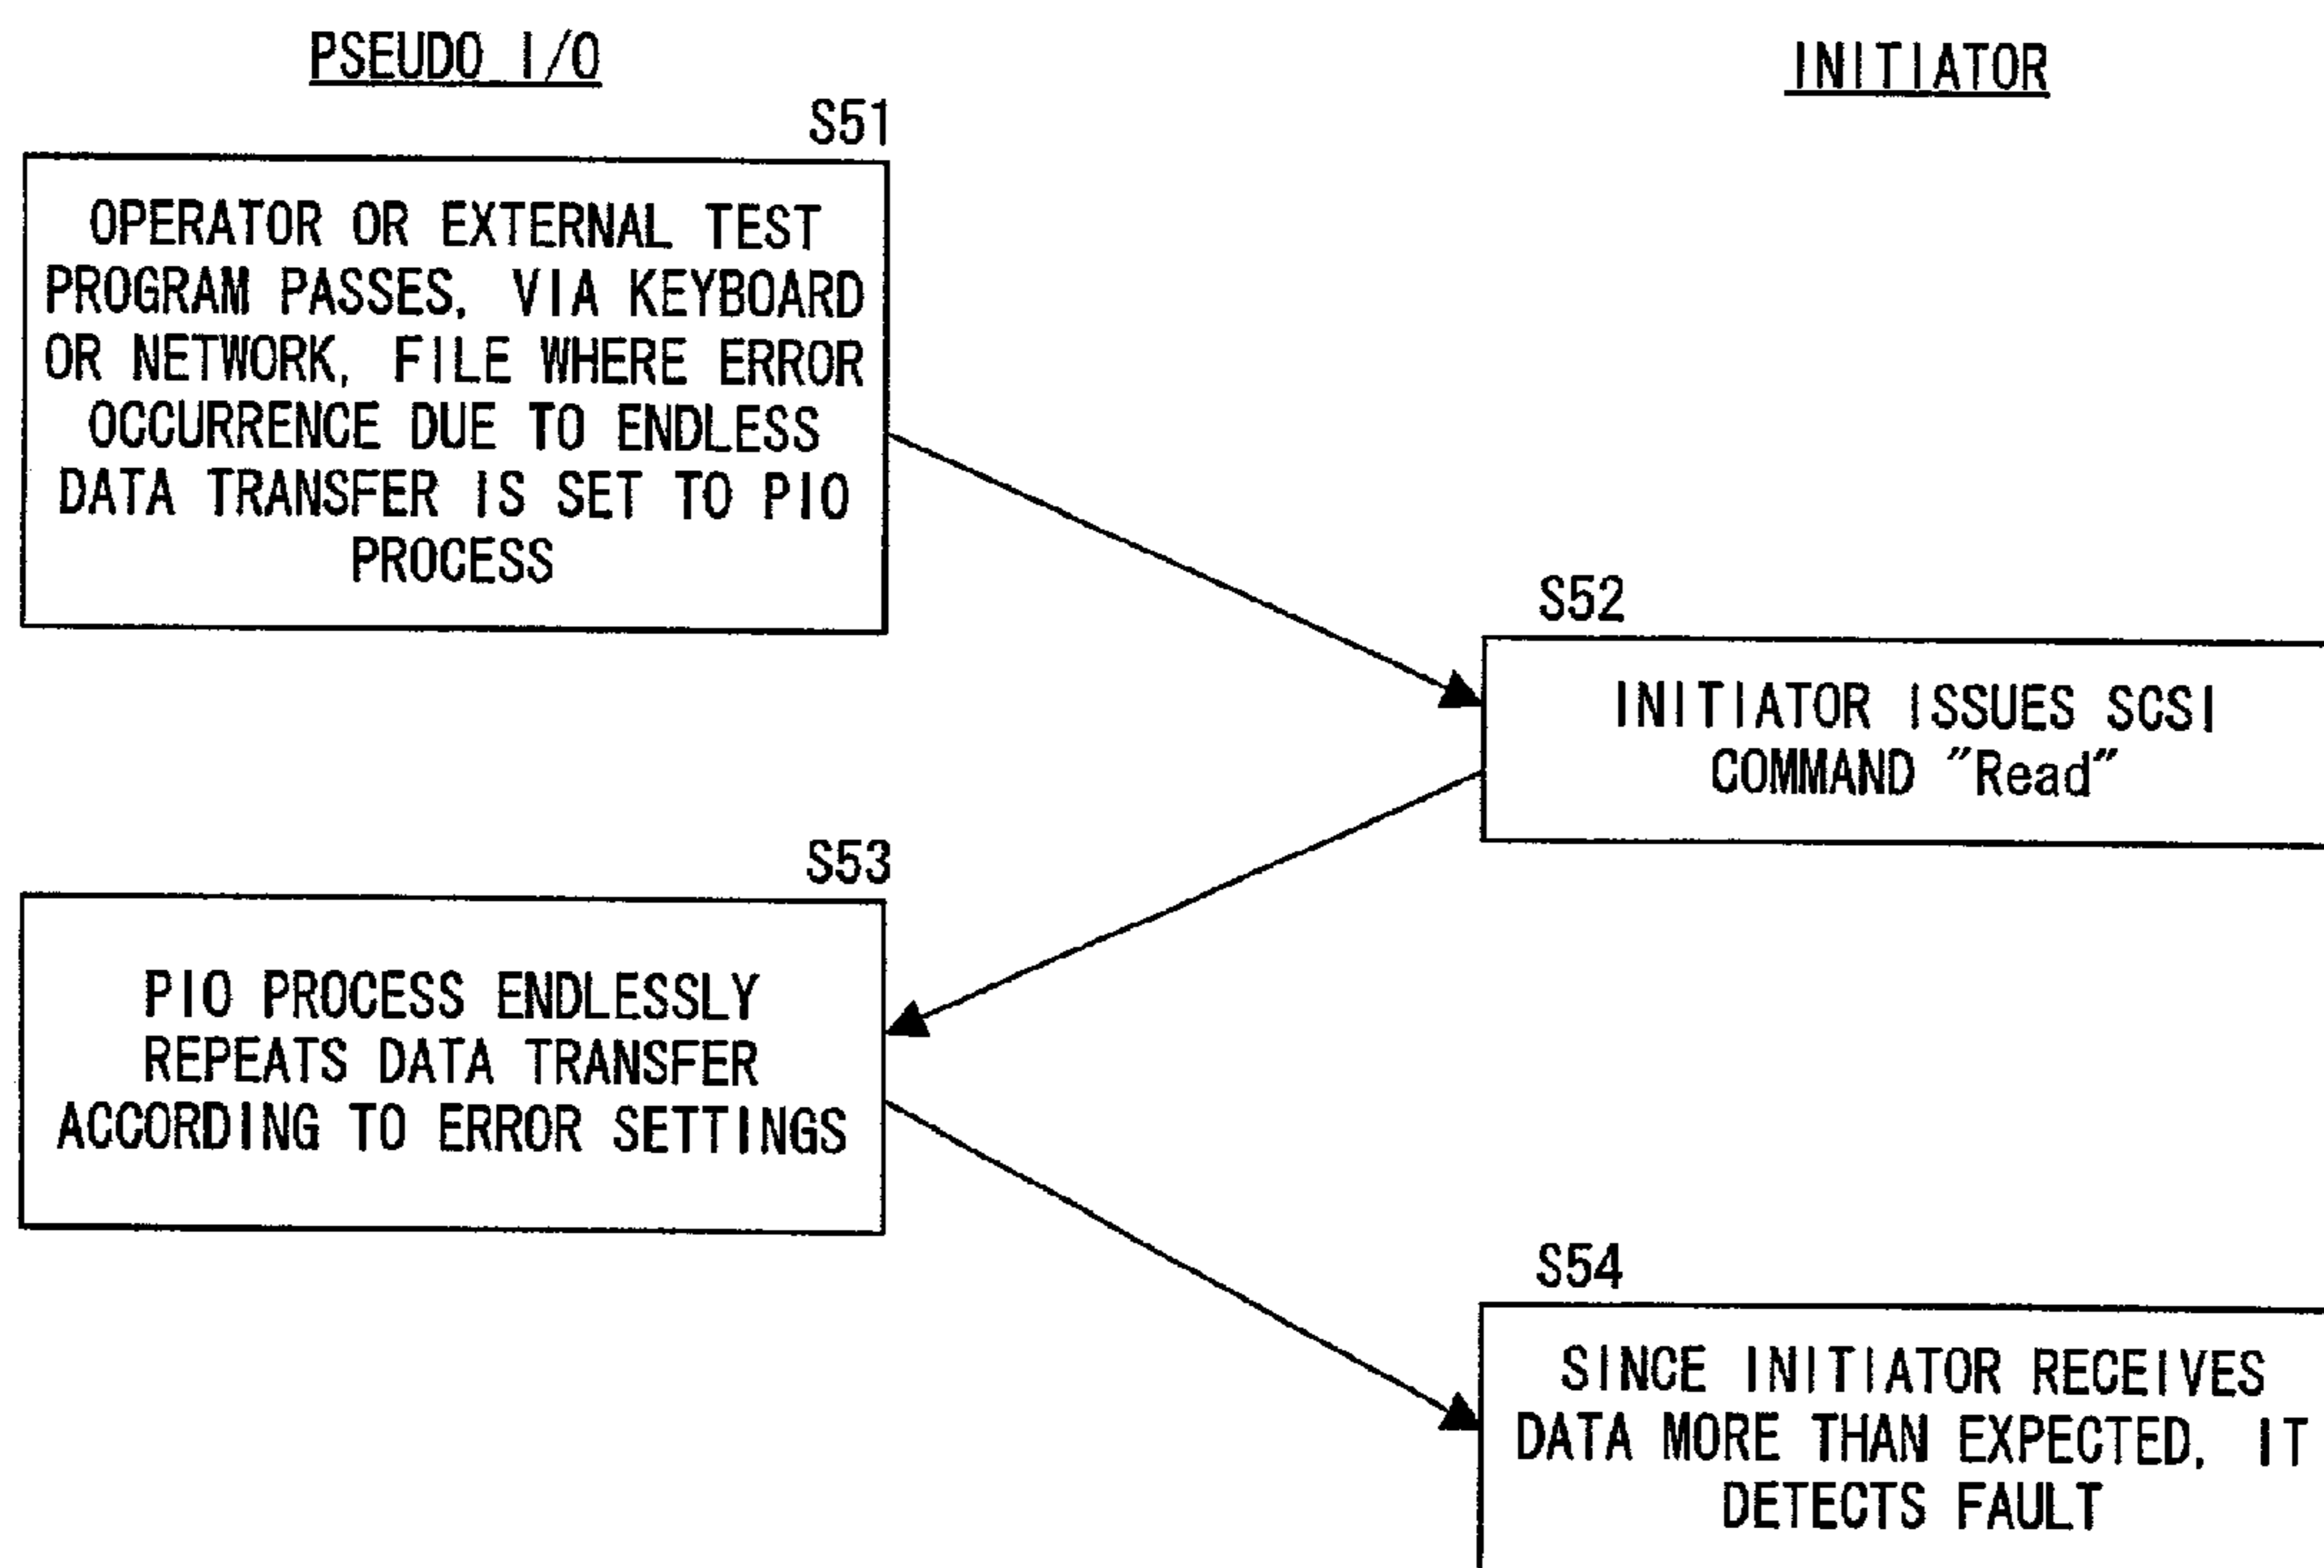 PSEUDO I/O
INITIATOR
S51
OPERATOR OR EXTERNAL TEST
PROGRAM PASSES, VIA KEYBOARD
OR NETWORK, FILE WHERE ERROR
OCCURRENCE DUE TO ENDLESS
DATA TRANSFER IS SET TO PIO
PROCESS
S52
INITIATOR ISSUES SCSI
COMMAND "Read"
S53
PIO PROCESS ENDLESSLY
REPEATS DATA TRANSFER
ACCORDING TO ERROR SETTINGS
S54
SINCE INITIATOR RECEIVES
DATA MORE THAN EXPECTED, IT
DETECTS FAULT